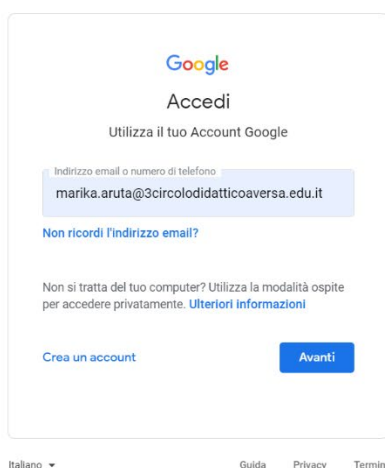 Google
Accedi
Utilizza il tuo Account Google
Indirizzo email o numero di telefono
marika.aruta@3circolodidatticoaversa.edu.it
Non ricordi l'indirizzo email?
Non si tratta del tuo computer? Utilizza la modalità ospite
per accedere privatamente. Ulteriori informazioni
Crea un account Avanti
Italiano Guida Privacy Termin